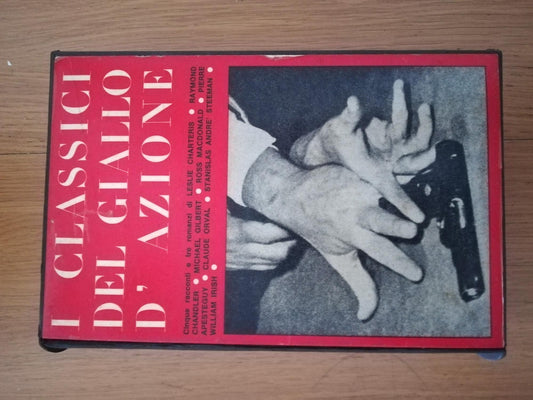 I CLASSICI
DEL GIALLO
D' AZIONE
Cinque racconti e tre romanzi di LESLIE CHARTERIS ● RAYMOND
CHANDLER ● MICHAEL GILBERT ● ROSS MACDONALD ● PIERRE
APESTEGUY ● CLAUDE ORVAL ● STANISLAS ANDRE' STEEMAN ●
WILLIAM IRISH ●